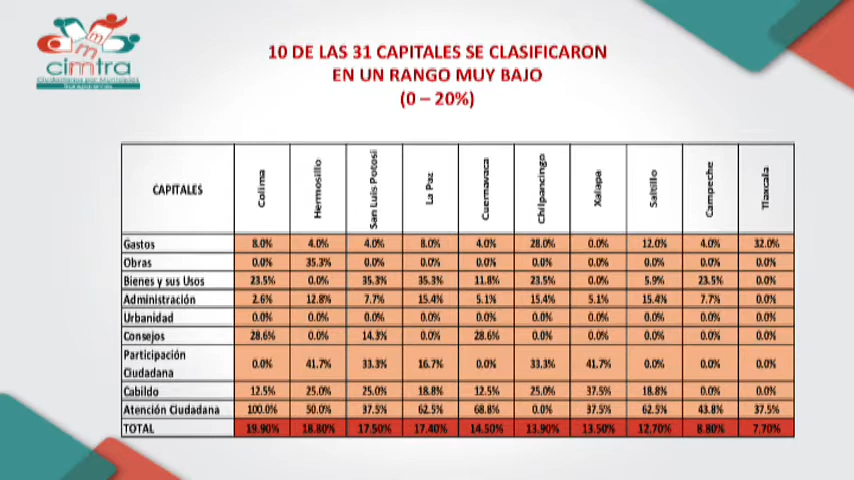 cimtra
Ciudadanos por Municipios
Transparentes
10 DE LAS 31 CAPITALES SE CLASIFICARON
EN UN RANGO MUY BAJO
(0 – 20%)
CAPITALES Colima Hermosillo San Luis Potosí La Paz Cuernavaca Chilpancingo Xalapa Saltillo Campeche Tlaxcala
Gastos 8.0% 4.0% 4.0% 8.0% 4.0% 28.0% 0.0% 12.0% 4.0% 32.0%
Obras 0.0% 35.3% 0.0% 0.0% 0.0% 0.0% 0.0% 0.0% 0.0% 0.0%
Bienes y sus Usos 23.5% 0.0% 35.3% 35.3% 11.8% 23.5% 0.0% 5.9% 23.5% 0.0%
Administración 2.6% 12.8% 7.7% 15.4% 5.1% 15.4% 5.1% 15.4% 7.7% 0.0%
Urbanidad 0.0% 0.0% 0.0% 0.0% 0.0% 0.0% 0.0% 0.0% 0.0% 0.0%
Consejos 28.6% 0.0% 14.3% 0.0% 28.6% 0.0% 0.0% 0.0% 0.0% 0.0%
Participación
Ciudadana 0.0% 41.7% 33.3% 16.7% 0.0% 33.3% 41.7% 0.0% 0.0% 0.0%
Cabildo 12.5% 25.0% 25.0% 18.8% 12.5% 25.0% 37.5% 18.8% 0.0% 0.0%
Atención Ciudadana 100.0% 50.0% 37.5% 62.5% 68.8% 0.0% 37.5% 62.5% 43.8% 37.5%
TOTAL 19.90% 18.80% 17.50% 17.40% 14.50% 13.90% 13.50% 12.70% 8.80% 7.70%